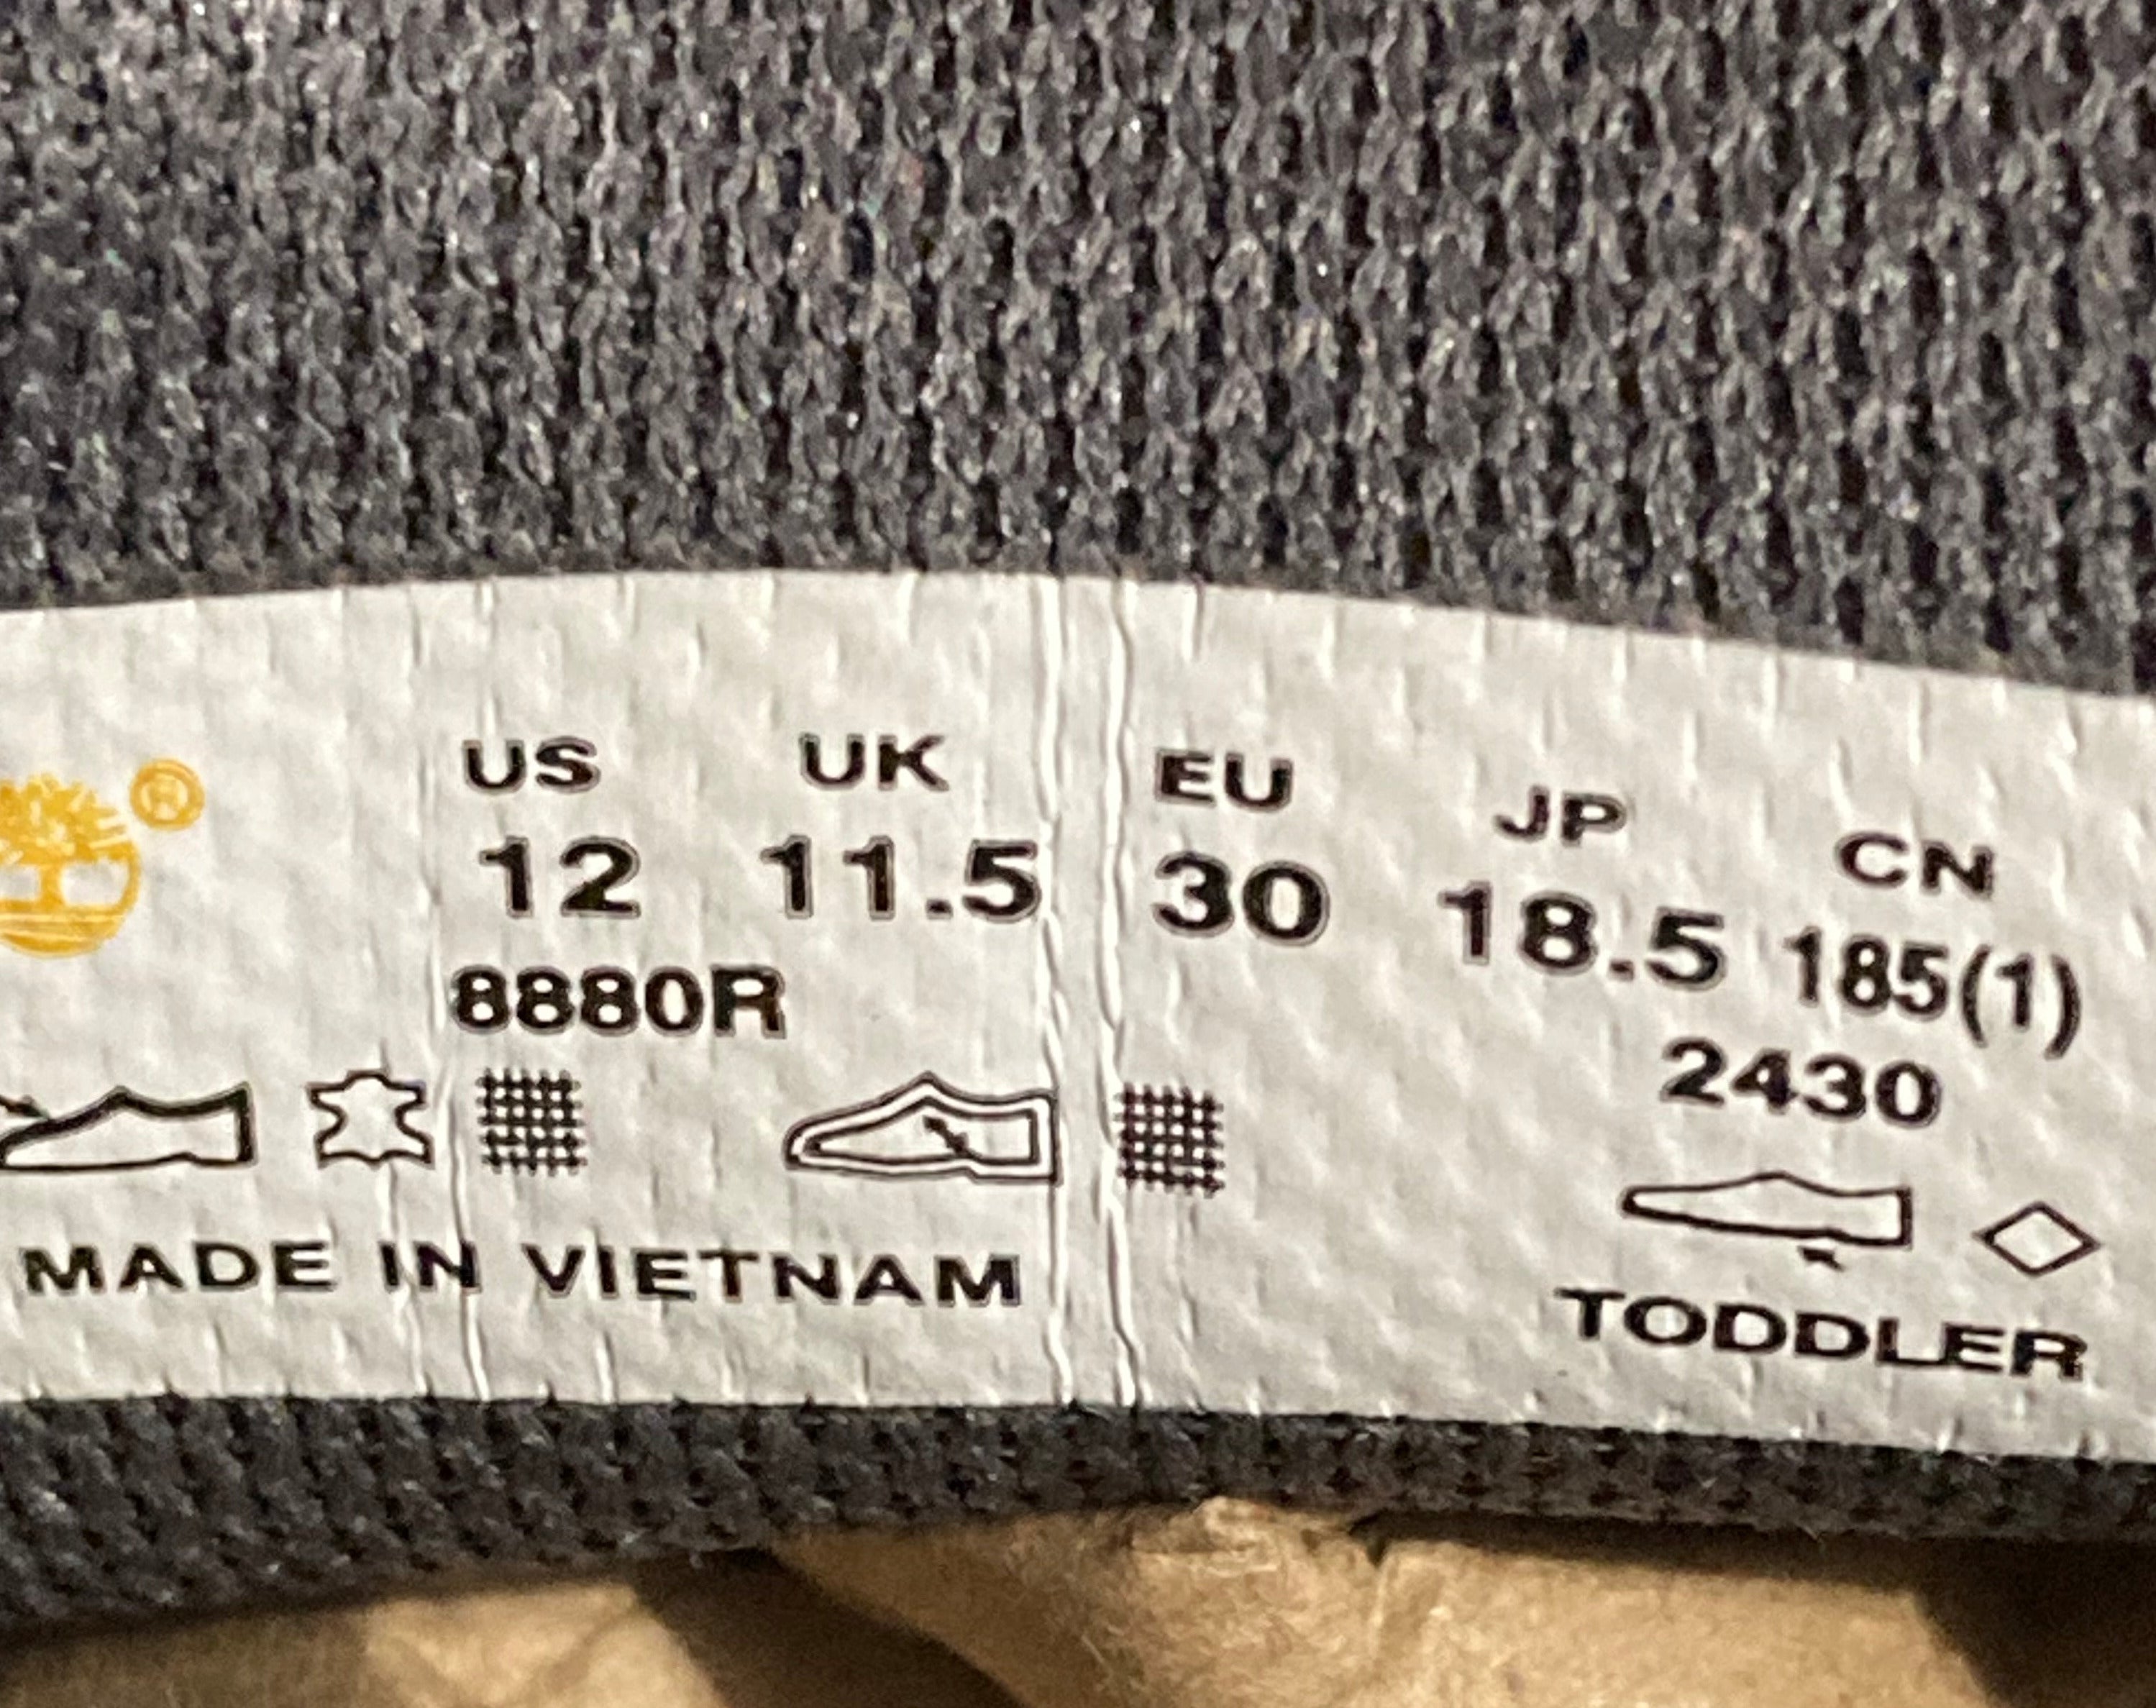 US UK EU JP CN
12 11.5 30 18.5 185(1)
8880R 2430
MADE IN VIETNAM TODDLER